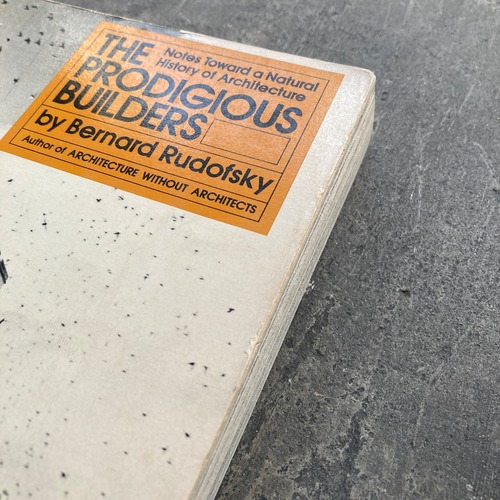 THE
PRODIGIOUS
BUILDERS
Notes Toward a Natural
History of Architecture
by Bernard Rudofsky
Author of ARCHITECTURE WITHOUT ARCHITECTS